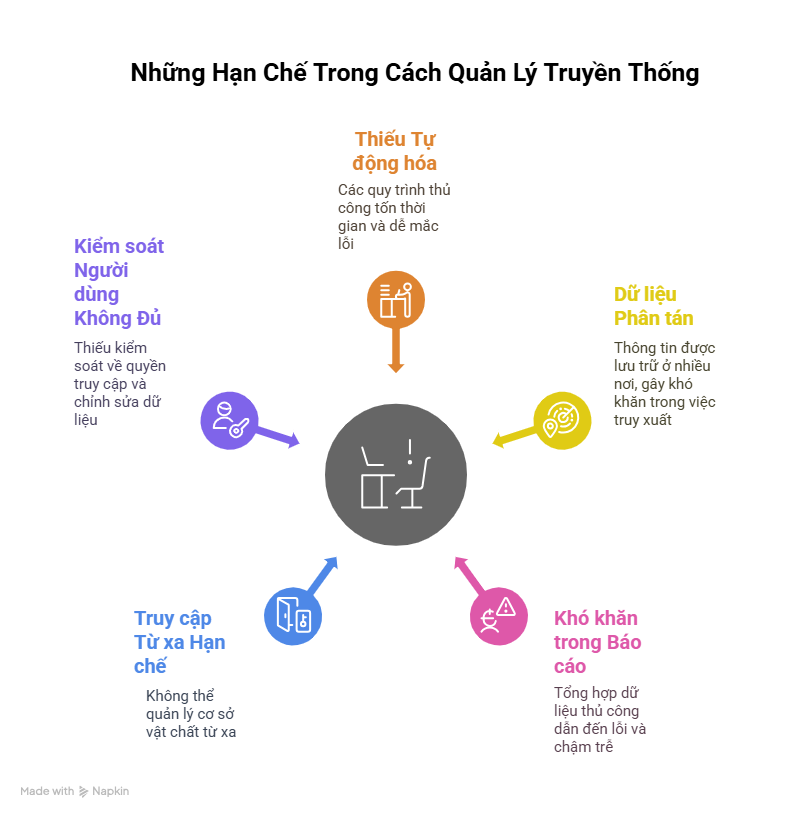 Những Hạn Chế Trong Cách Quản Lý Truyền Thống
Thiếu Tự
động hóa
Các quy trình thủ
công tốn thời
gian và dễ mắc
lỗi
Kiểm soát
Người
dùng
Không Đủ
Thiếu kiểm
soát về quyền
truy cập và
chỉnh sửa dữ
liệu
Dữ liệu
Phân tán
Thông tin được
lưu trữ ở nhiều
nơi, gây khó
khăn trong việc
truy xuất
Truy cập
Từ xa Hạn
chế
Không thể
quản lý cơ sở
vật chất từ xa
Khó khăn
trong Báo
cáo
Tổng hợp dữ
liệu thủ công
dẫn đến lỗi và
chậm trễ
Made with Napkin